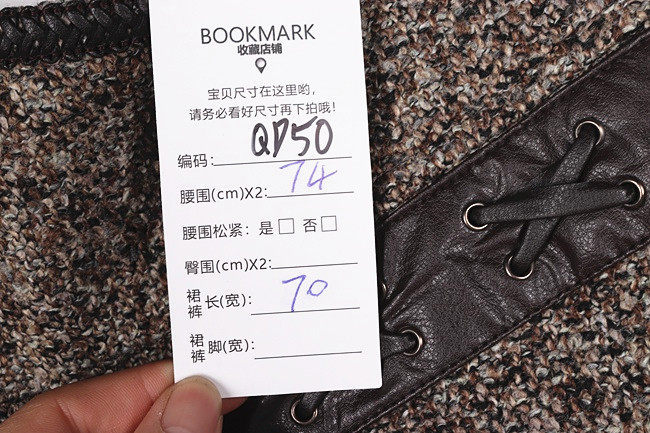 BOOKMARK
收藏店铺
宝贝尺寸在这里哟，
请务必看好尺寸再下拍哦！
编码: QD50
腰围(cm)X2: 74
腰围松紧: 是□ 否□
臀围(cm)X2:
裙裤长(宽): 70
裙裤脚(宽):